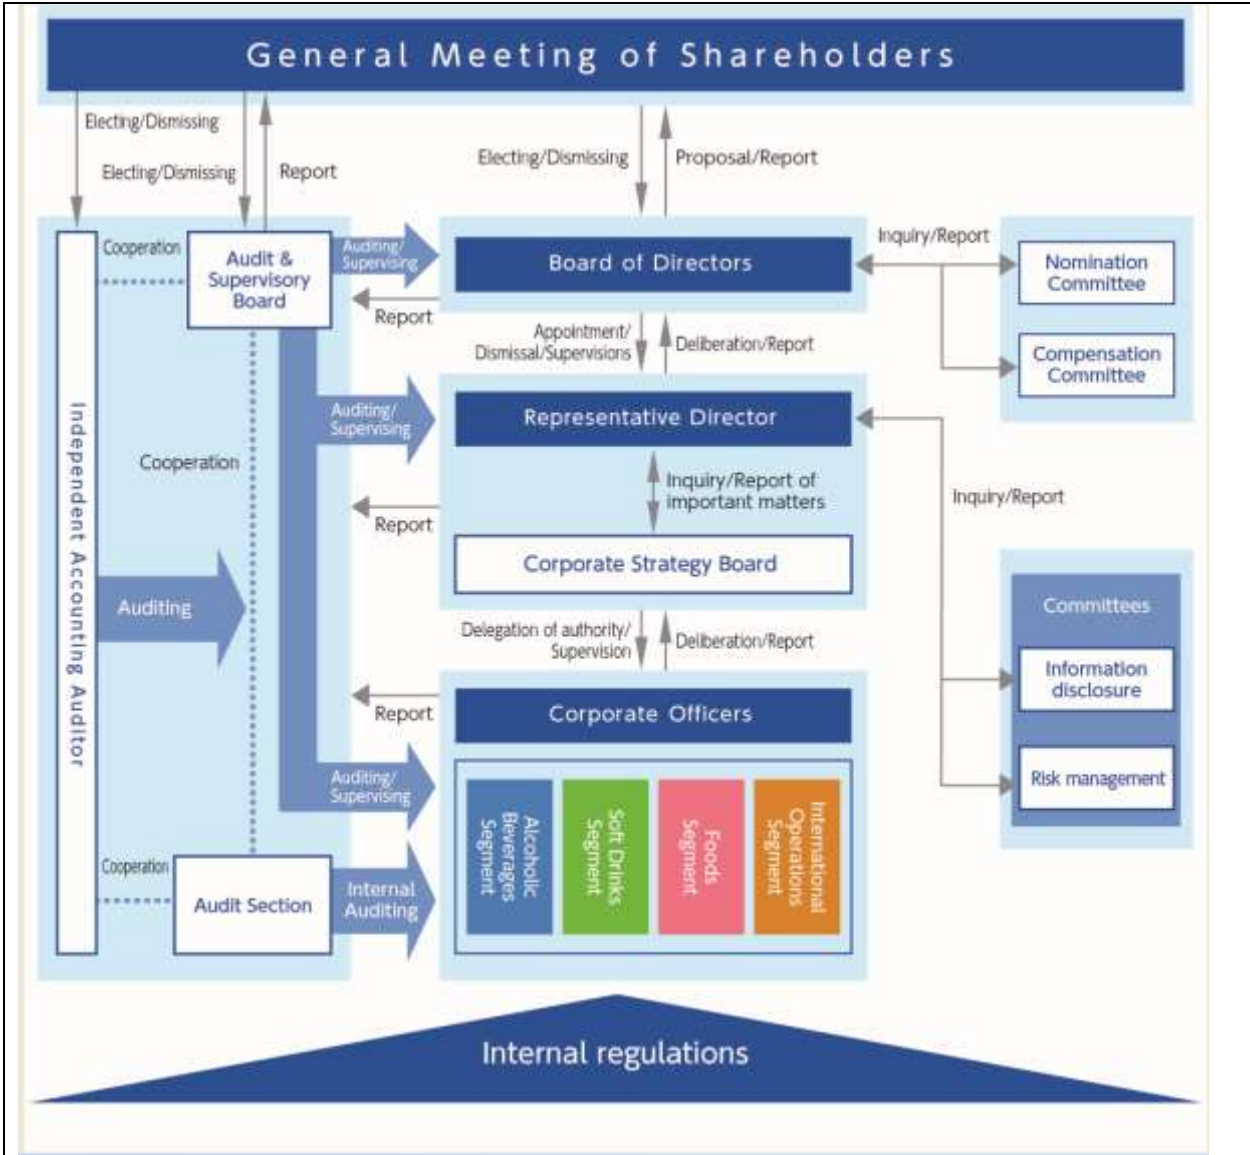 General Meeting of Shareholders
Electing/Dismissing
Electing/Dismissing
Report
Electing/Dismissing
Proposal/Report
Cooperation
Audit &
Supervisory
Board
Auditing/
Supervising
Board of Directors
Inquiry/Report
Nomination
Committee
Report
Appointment/
Dismissal/Supervisions
Deliberation/Report
Compensation
Committee
Independent Accounting Auditor
Auditing/
Supervising
Representative Director
Cooperation
Inquiry/Report of
important matters
Inquiry/Report
Report
Corporate Strategy Board
Auditing
Committees
Delegation of authority/
Supervision
Deliberation/Report
Information
disclosure
Report
Corporate Officers
Auditing/
Supervising
Risk management
Alcoholic
Beverages
Segment
Soft Drinks
Segment
Foods
Segment
International
Operations
Segment
Cooperation
Audit Section
Internal
Auditing
Internal regulations